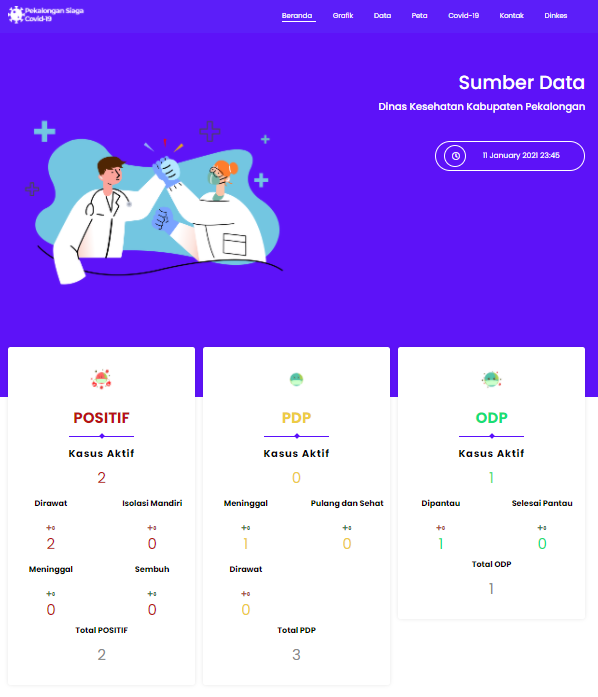 Pekalongan Siaga
Covid-19
Beranda Grafik Data Peta Covid-19 Kontak Dinkes
Sumber Data
Dinas Kesehatan Kabupaten Pekalongan
11 January 2021 23:45
POSITIF
Kasus Aktif
2
Dirawat Isolasi Mandiri
+0 +0
2 0
Meninggal Sembuh
+0 +0
0 0
Total POSITIF
2
PDP
Kasus Aktif
0
Meninggal Pulang dan Sehat
+0 +0
1 0
Dirawat
+0
0
Total PDP
3
ODP
Kasus Aktif
1
Dipantau Selesai Pantau
+0 +0
1 0
Total ODP
1